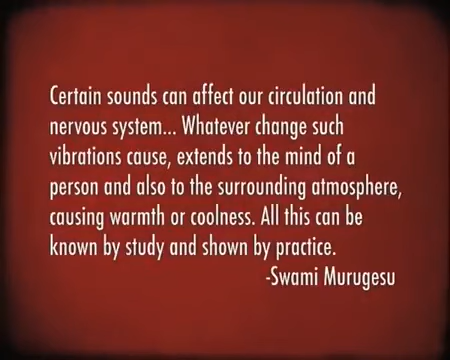 Certain sounds can affect our circulation and
nervous system... Whatever change such
vibrations cause, extends to the mind of a
person and also to the surrounding atmosphere,
causing warmth or coolness. All this can be
known by study and shown by practice.
-Swami Murugesu